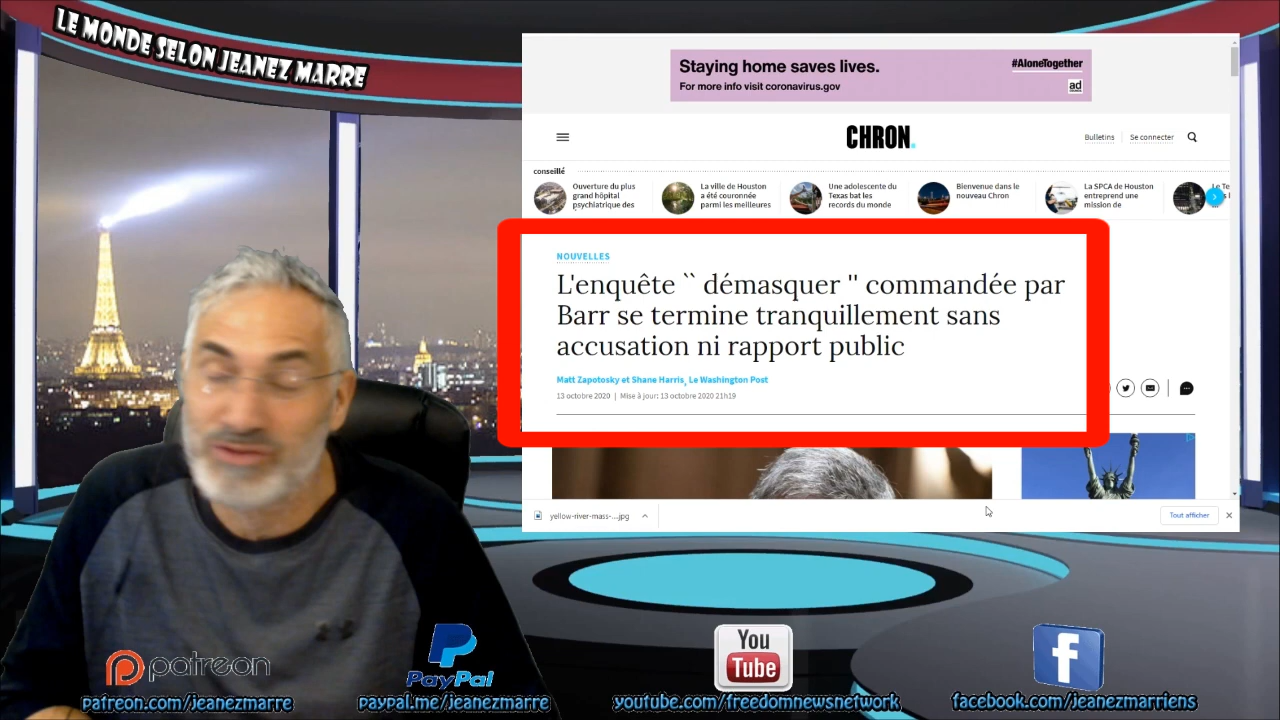 LE MONDE SELON JEANEZ MARRE
Staying home saves lives.
For more info visit coronavirus.gov
#AloneTogether
ad
CHRON.
Bulletins
Se connecter
conseillé
Ouverture du plus
grand hôpital
psychiatrique des
La ville de Houston
a été couronnée
parmi les meilleures
Une adolescente du
Texas bat les
records du monde
Bienvenue dans le
nouveau Chron
La SPCA de Houston
entreprend une
mission de
NOUVELLES
L'enquête `` démasquer '' commandée par
Barr se termine tranquillement sans
accusation ni rapport public
Matt Zapotosky et Shane Harris, Le Washington Post
13 octobre 2020 | Mise à jour: 13 octobre 2020 21h19
yellow-river-mass-...jpg
Tout afficher
patreon
PayPal
You
Tube
f
patreon.com/jeanezmarre
paypal.me/jeanezmarre
youtube.com/freedomnewsnetwork
facebook.com/jeanezmarriens